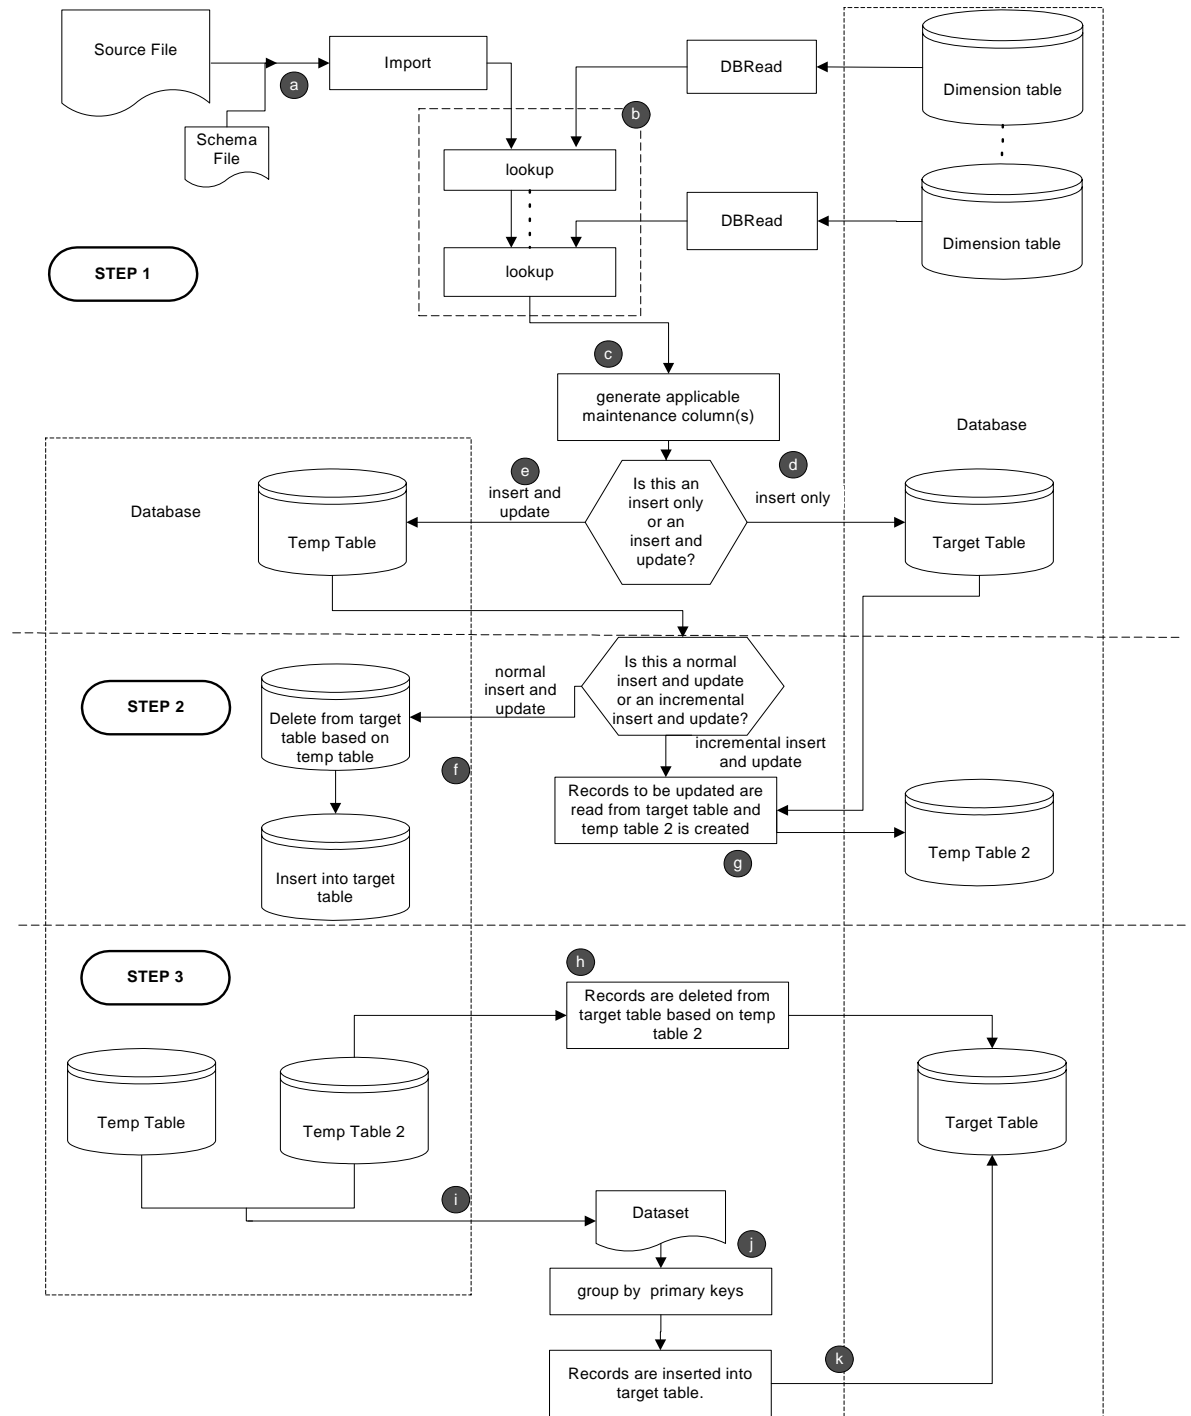 Source File
a
Import
DBRead
Dimension table
Schema
File
b
lookup
DBRead
Dimension table
lookup
STEP 1
c
generate applicable
maintenance column(s)
Database
d
e
insert and
update
Is this an
insert only
or an
insert and
update?
insert only
Database
Temp Table
Target Table
STEP 2
normal
insert and
update
Is this a normal
insert and update
or an incremental
insert and update?
Delete from target
table based on
temp table
incremental insert
and update
f
Records to be updated are
read from target table and
temp table 2 is created
Temp Table 2
g
Insert into target
table
STEP 3
h
Records are deleted from
target table based on temp
table 2
Temp Table
Temp Table 2
Target Table
i
Dataset
j
group by  primary keys
k
Records are inserted into
target table.